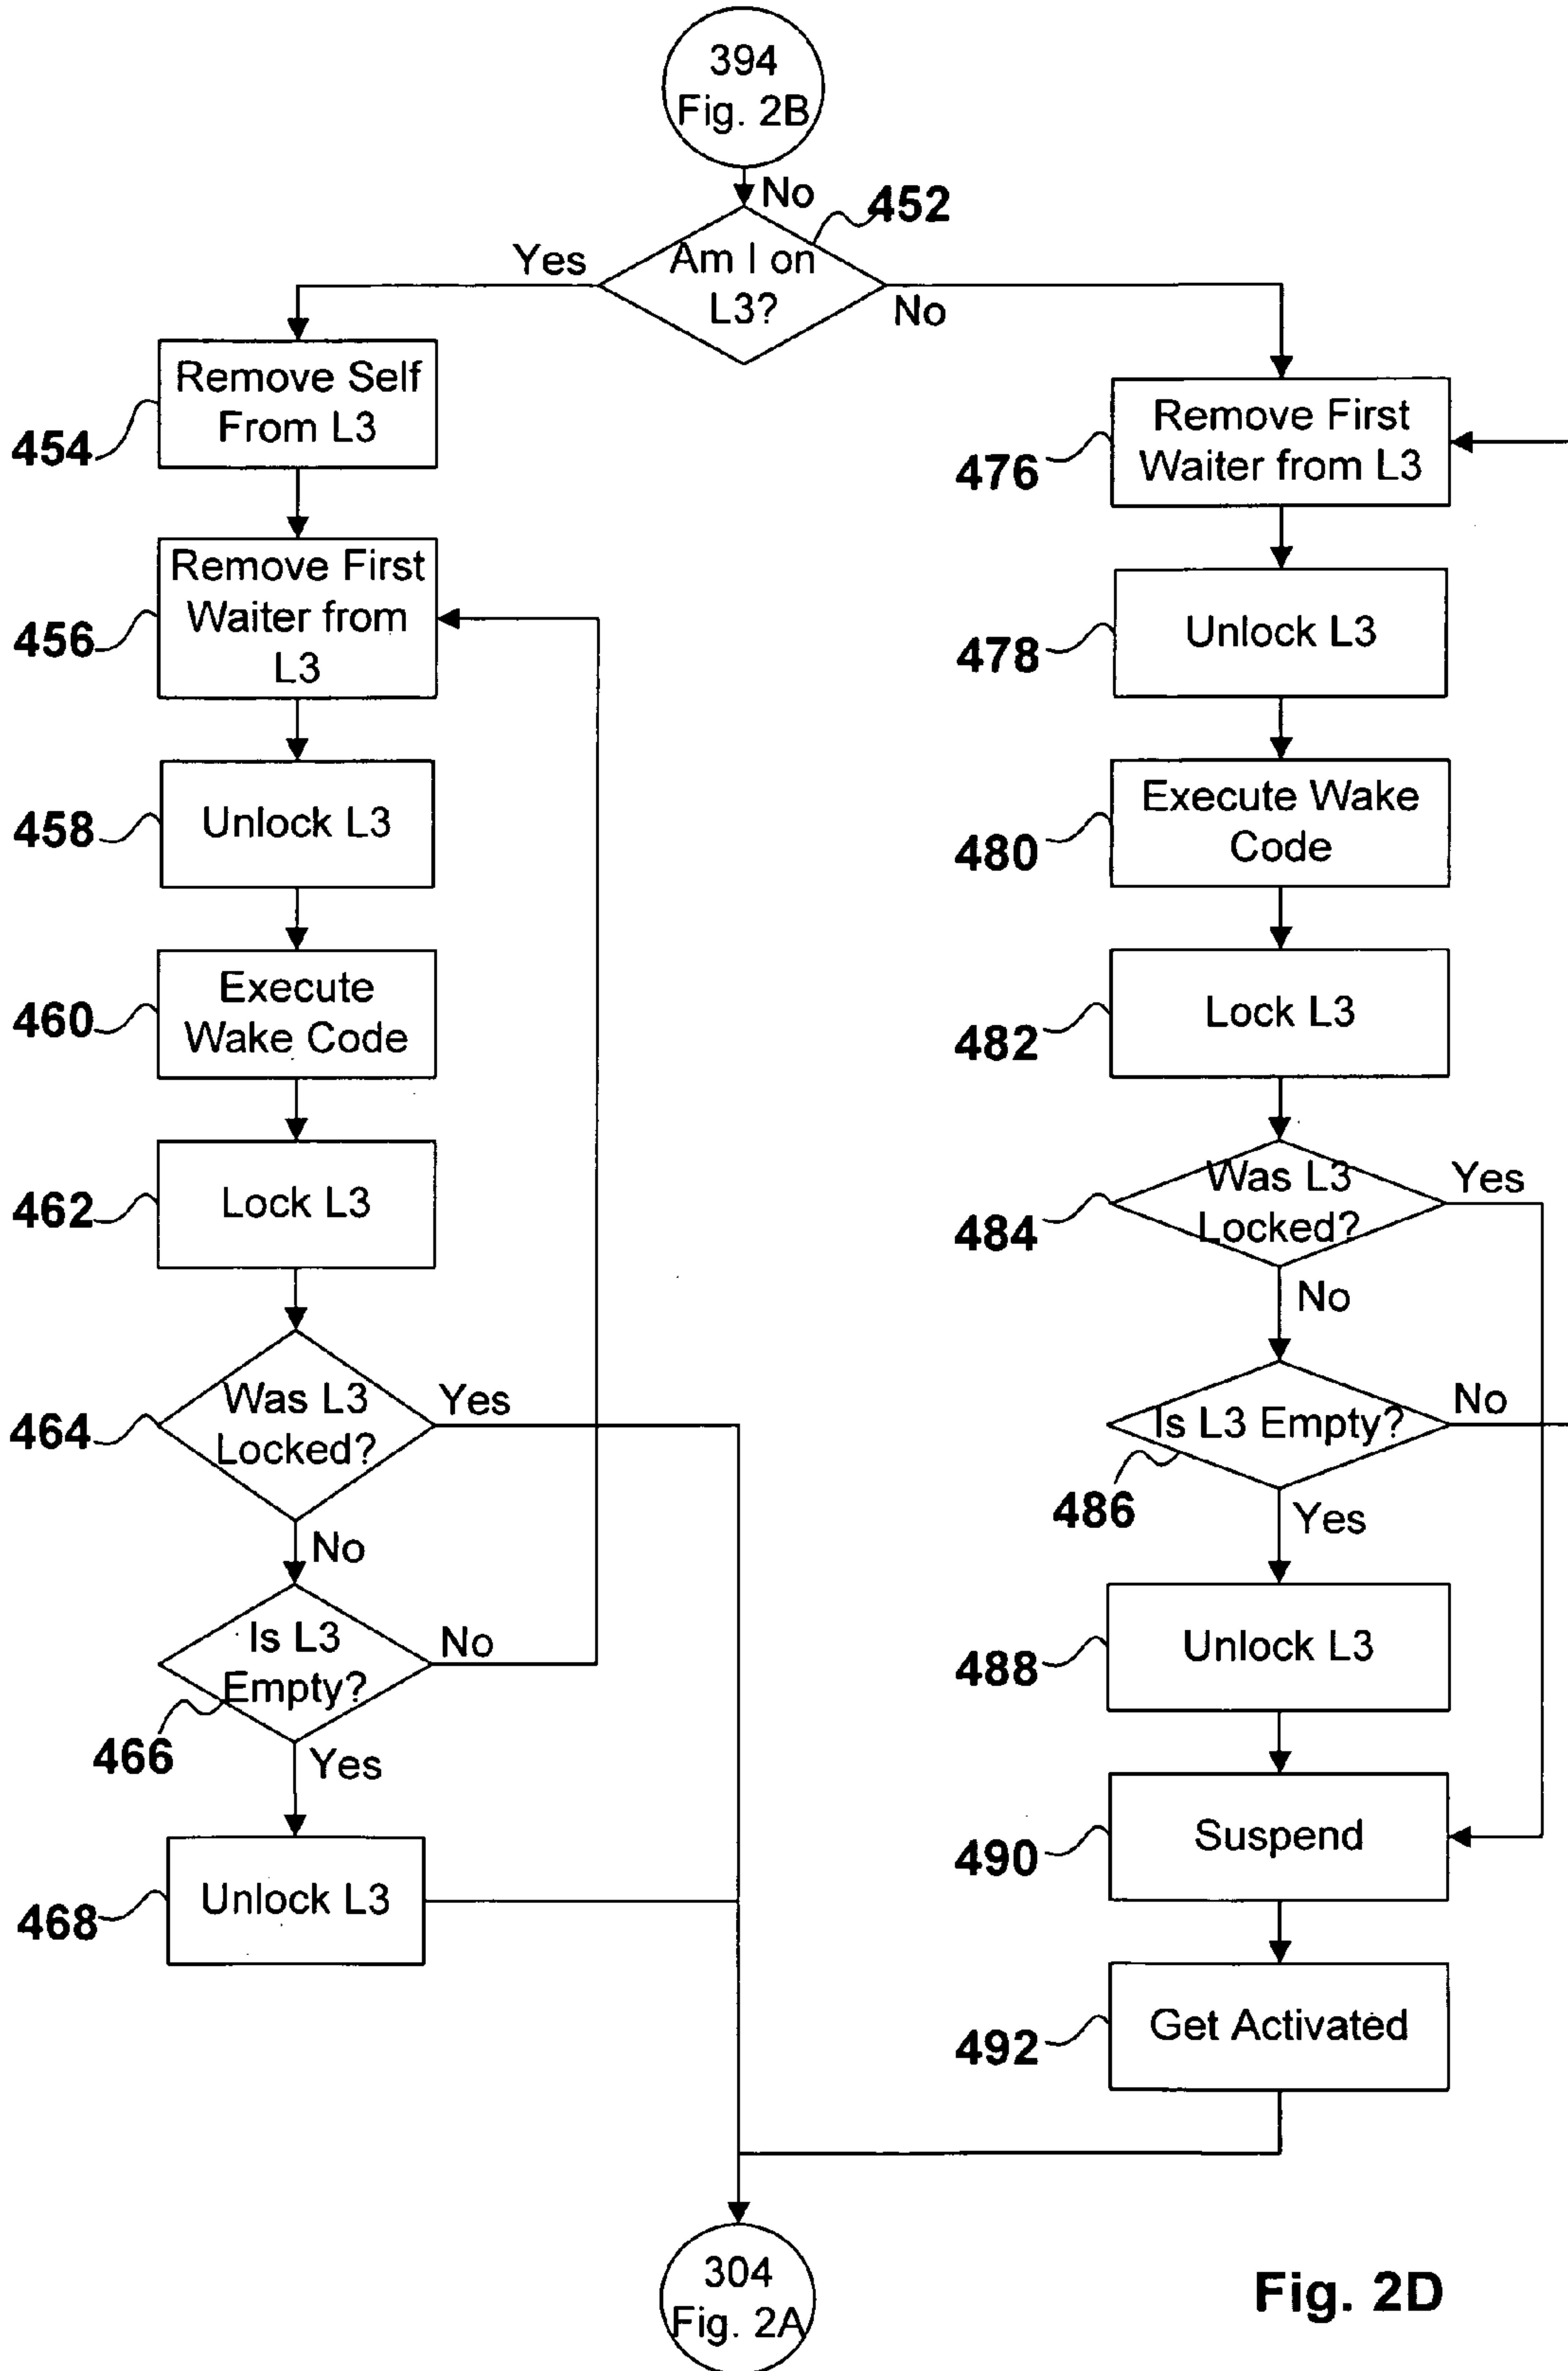 394
Fig. 2B
No
452
Am I on
L3?
Yes
No
Remove Self
From L3
454
Remove First
Waiter from
L3
456
Unlock L3
458
Execute
Wake Code
460
Lock L3
462
Was L3
Locked?
464
Yes
No
Is L3
Empty?
466
No
Yes
Unlock L3
468
Remove First
Waiter from L3
476
Unlock L3
478
Execute Wake
Code
480
Lock L3
482
Was L3
Locked?
484
Yes
No
Is L3 Empty?
486
No
Yes
Unlock L3
488
Suspend
490
Get Activated
492
304
Fig. 2A
Fig. 2D